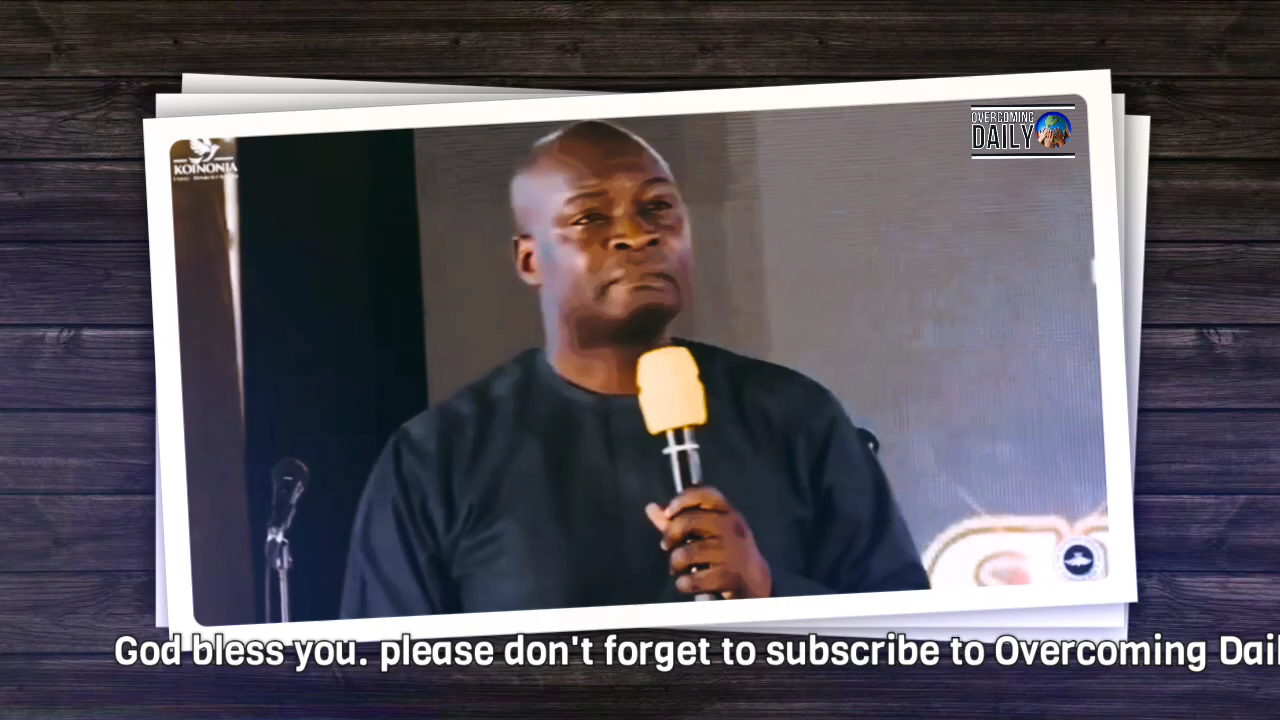 OVERCOMING
DAILY
KOINONIA
God bless you. please don't forget to subscribe to Overcoming Dail